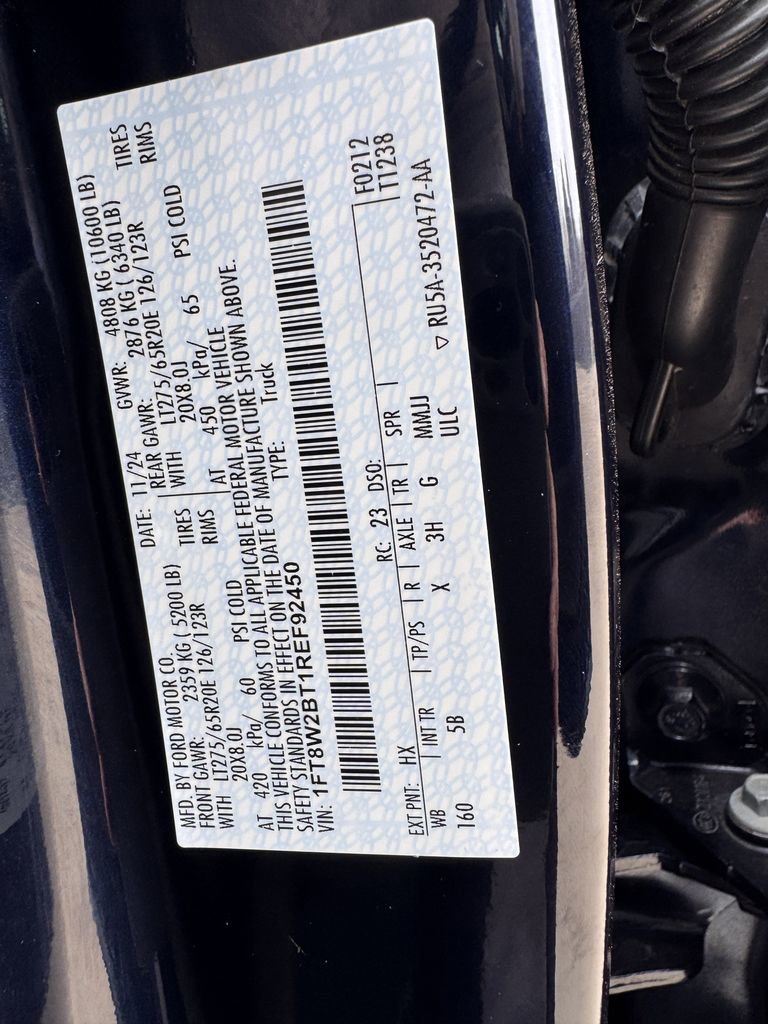 MFD. BY FORD MOTOR CO.
DATE: 11/24 GVWR: 4808 KG (10600 LB)
FRONT GAWR: 2359 KG ( 5200 LB) REAR GAWR: 2876 KG ( 6340 LB)
WITH LT275/65R20E 126/123R TIRES WITH LT275/65R20E 126/123R TIRES
20X8.0J RIMS 20X8.0J RIMS
AT 420 kPa/ 60 PSI COLD AT 450 kPa/ 65 PSI COLD
THIS VEHICLE CONFORMS TO ALL APPLICABLE FEDERAL MOTOR VEHICLE
SAFETY STANDARDS IN EFFECT ON THE DATE OF MANUFACTURE SHOWN ABOVE.
VIN: 1FT8W2BT1REF92450 TYPE: Truck
F0212
EXT PNT: HX RC: 23 DSO: T1238
WB INT TR TP/PS R AXLE TR SPR
160 5B X 3H G MMJJ
ULC ▽ RU5A-3520472-AA